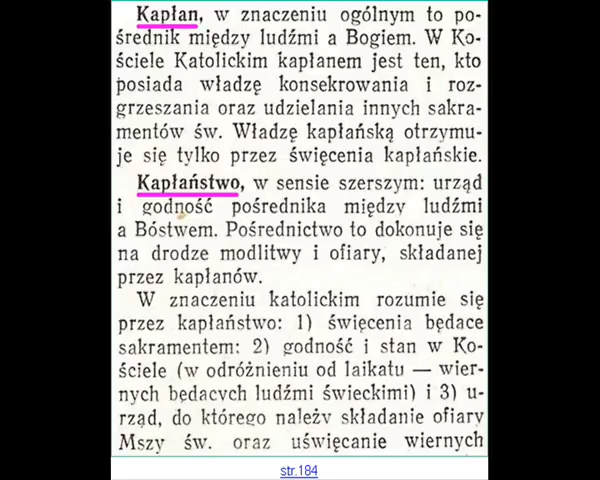 Kapłan, w znaczeniu ogólnym to po-
średnik między ludźmi a Bogiem. W Ko-
ściele Katolickim kapłanem jest ten, kto
posiada władzę konsekrowania i roz-
grzeszania oraz udzielania innych sakra-
mentów św. Władzę kapłańską otrzymu-
je się tylko przez święcenia kapłańskie.
Kapłaństwo, w sensie szerszym: urząd
i godność pośrednika między ludźmi
a Bóstwem. Pośrednictwo to dokonuje się
na drodze modlitwy i ofiary, składanej
przez kapłanów.
W znaczeniu katolickim rozumie się
przez kapłaństwo: 1) święcenia będące
sakramentem: 2) godność i stan w Ko-
ściele (w odróżnieniu od laikatu — wier-
nych będących ludźmi świeckimi) i 3) u-
rząd, do którego należy składanie ofiary
Mszy św. oraz uświęcanie wiernych
str.184